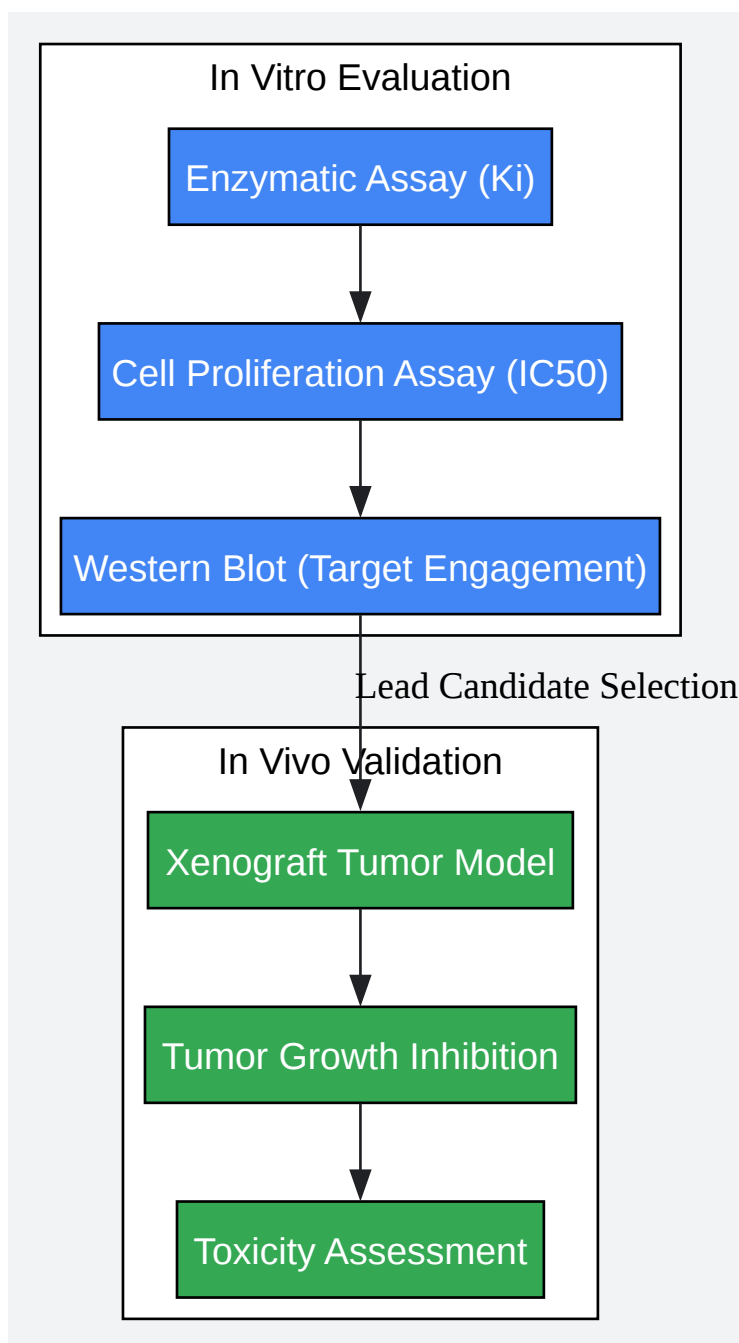 In Vitro Evaluation
Enzymatic Assay (Ki)
Cell Proliferation Assay (IC50)
Western Blot (Target Engagement)
Lead Candidate Selection
In Vivo Validation
Xenograft Tumor Model
Tumor Growth Inhibition
Toxicity Assessment